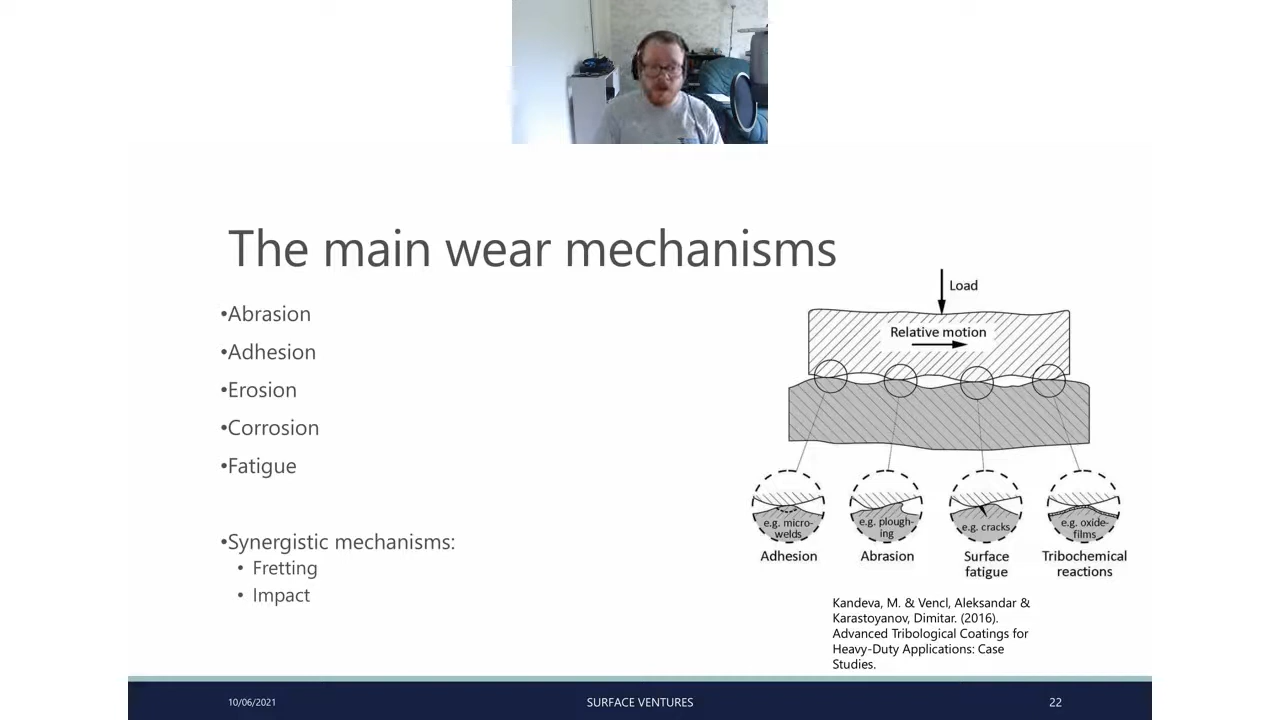 The main wear mechanisms
•Abrasion
•Adhesion
•Erosion
•Corrosion
•Fatigue
•Synergistic mechanisms:
• Fretting
• Impact
Load
Relative motion
e.g. micro-
welds
Adhesion
e.g. plough-
ing
Abrasion
e.g. cracks
Surface
fatigue
e.g. oxide-
films
Tribochemical
reactions
Kandeva, M. & Vencl, Aleksandar &
Karastoyanov, Dimitar. (2016).
Advanced Tribological Coatings for
Heavy-Duty Applications: Case
Studies.
10/06/2021
SURFACE VENTURES
22